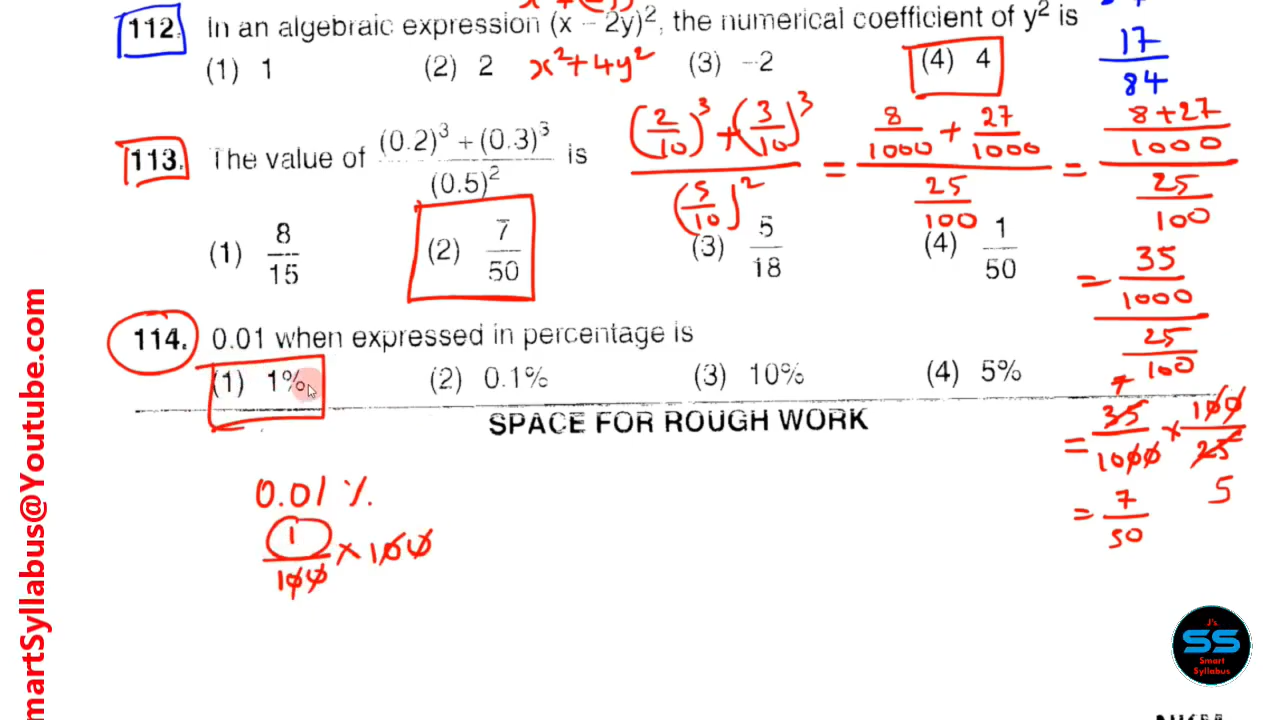 112. In an algebraic expression (x – 2y)², the numerical coefficient of y² is
(1) 1 (2) 2 x²+4y² (3) –2 (4) 4
17
84
113. The value of ((0.2)³ + (0.3)³)/(0.5)² is
((2/10)³+(3/10)³)/(5/10)² = (8/1000 + 27/1000)/(25/100) = ((8+27)/1000)/(25/100)
(1) 8/15 (2) 7/50 (3) 5/18 (4) 1/50
= (35/1000)/(25/100)
114. 0.01 when expressed in percentage is
(1) 1% (2) 0.1% (3) 10% (4) 5%
SPACE FOR ROUGH WORK
7
= 35/1000 × 100/25
5
= 7/50
0.01 %
1/100 × 100
martSyllabus@Youtube.com
J's
SS
Smart
Syllabus